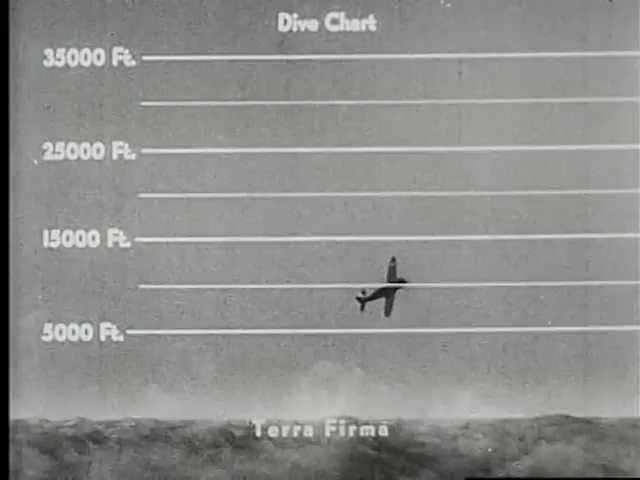 Dive Chart
35000 Ft.
25000 Ft.
15000 Ft.
5000 Ft.
Terra Firma